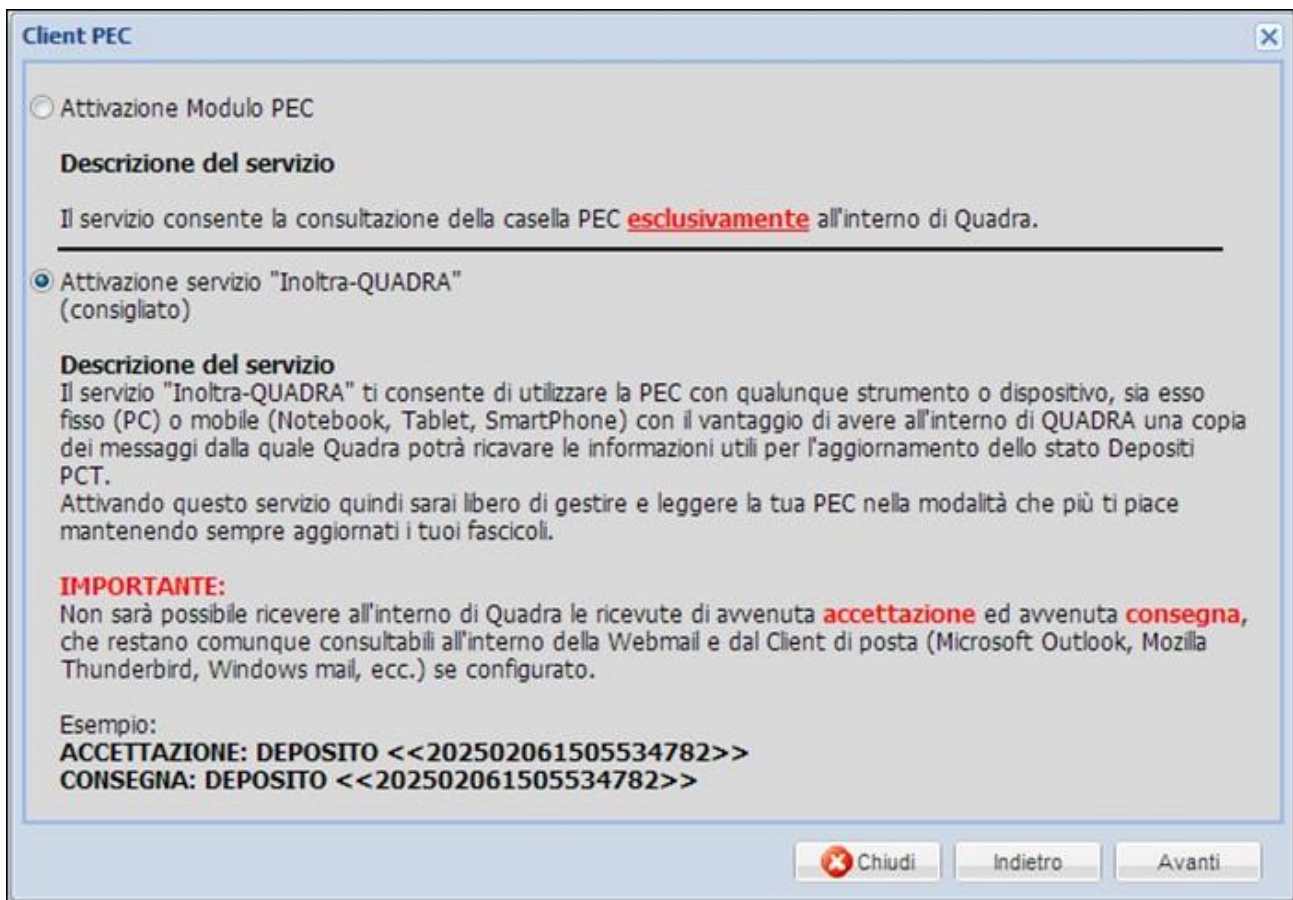 Client PEC
Attivazione Modulo PEC
Descrizione del servizio
Il servizio consente la consultazione della casella PEC esclusivamente all'interno di Quadra.
Attivazione servizio "Inoltra-QUADRA"
(consigliato)
Descrizione del servizio
Il servizio "Inoltra-QUADRA" ti consente di utilizzare la PEC con qualunque strumento o dispositivo, sia esso
fisso (PC) o mobile (Notebook, Tablet, SmartPhone) con il vantaggio di avere all'interno di QUADRA una copia
dei messaggi dalla quale Quadra potrà ricavare le informazioni utili per l'aggiornamento dello stato Depositi
PCT.
Attivando questo servizio quindi sarai libero di gestire e leggere la tua PEC nella modalità che più ti piace
mantenendo sempre aggiornati i tuoi fascicoli.
IMPORTANTE:
Non sarà possibile ricevere all'interno di Quadra le ricevute di avvenuta accettazione ed avvenuta consegna,
che restano comunque consultabili all'interno della Webmail e dal Client di posta (Microsoft Outlook, Mozilla
Thunderbird, Windows mail, ecc.) se configurato.
Esempio:
ACCETTAZIONE: DEPOSITO <<202502061505534782>>
CONSEGNA: DEPOSITO <<202502061505534782>>
Chiudi Indietro Avanti